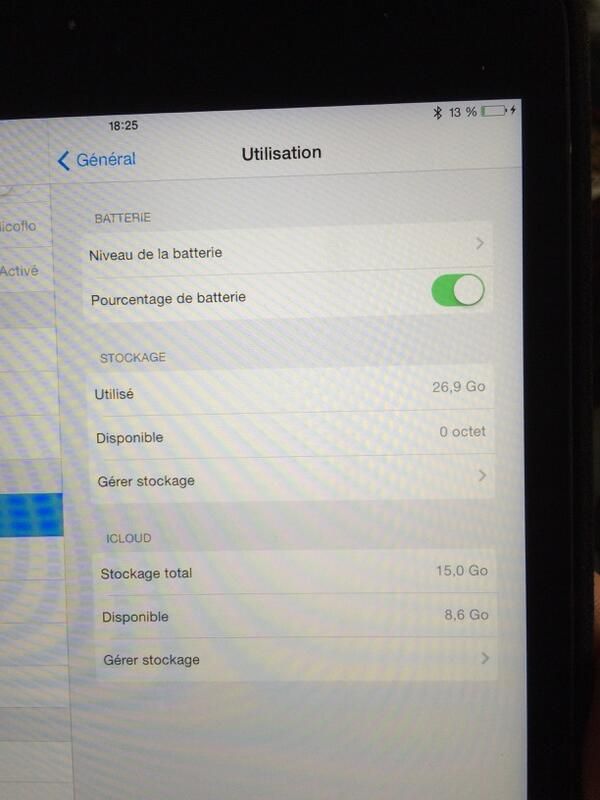 18:25
13 %
Général
Utilisation
icoflo
Activé
BATTERIE
Niveau de la batterie
Pourcentage de batterie
STOCKAGE
Utilisé 26,9 Go
Disponible 0 octet
Gérer stockage
ICLOUD
Stockage total 15,0 Go
Disponible 8,6 Go
Gérer stockage